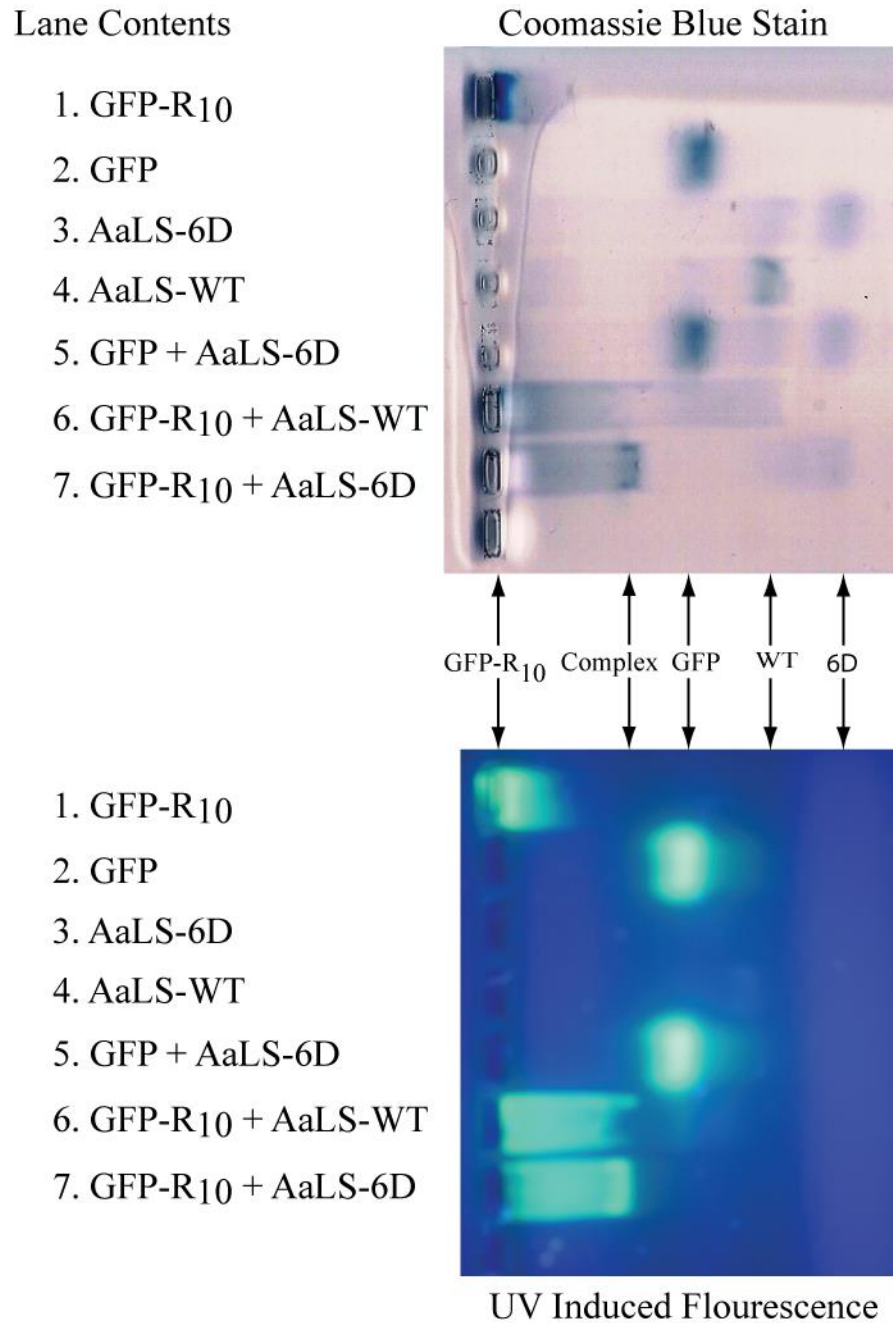 Lane Contents
Coomassie Blue Stain
1. GFP-R10
2. GFP
3. AaLS-6D
4. AaLS-WT
5. GFP + AaLS-6D
6. GFP-R10 + AaLS-WT
7. GFP-R10 + AaLS-6D
GFP-R10 Complex GFP WT 6D
1. GFP-R10
2. GFP
3. AaLS-6D
4. AaLS-WT
5. GFP + AaLS-6D
6. GFP-R10 + AaLS-WT
7. GFP-R10 + AaLS-6D
UV Induced Flourescence